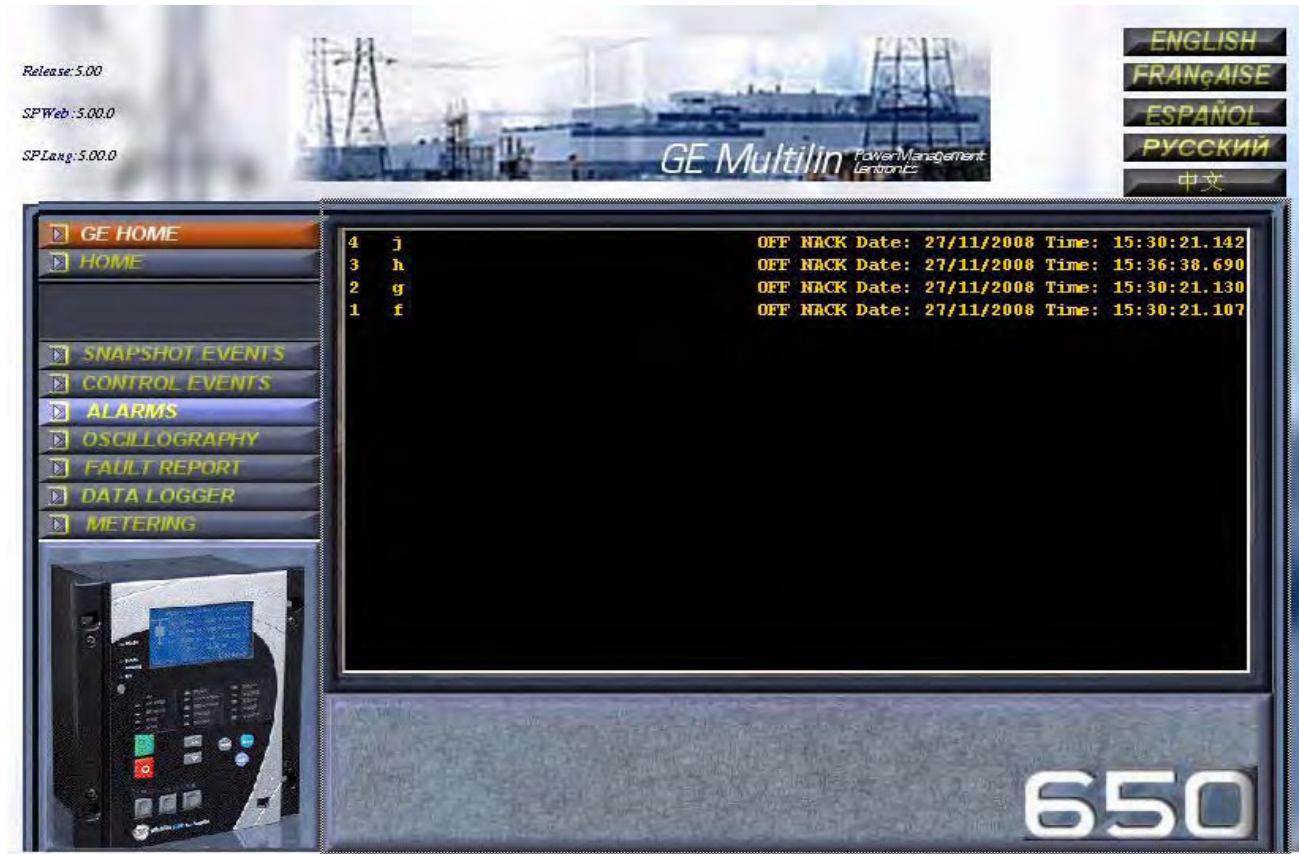 Release:5.00
SPWeb:5.00.0
SPLang:5.00.0
GE Multilin PowerManagement
Lentronics
ENGLISH
FRANçAISE
ESPAÑOL
РУССКИЙ
中文
GE HOME
HOME
SNAPSHOT EVENTS
CONTROL EVENTS
ALARMS
OSCILLOGRAPHY
FAULT REPORT
DATA LOGGER
METERING
4 j OFF NACK Date: 27/11/2008 Time: 15:30:21.142
3 h OFF NACK Date: 27/11/2008 Time: 15:36:38.690
2 g OFF NACK Date: 27/11/2008 Time: 15:30:21.130
1 f OFF NACK Date: 27/11/2008 Time: 15:30:21.107
650